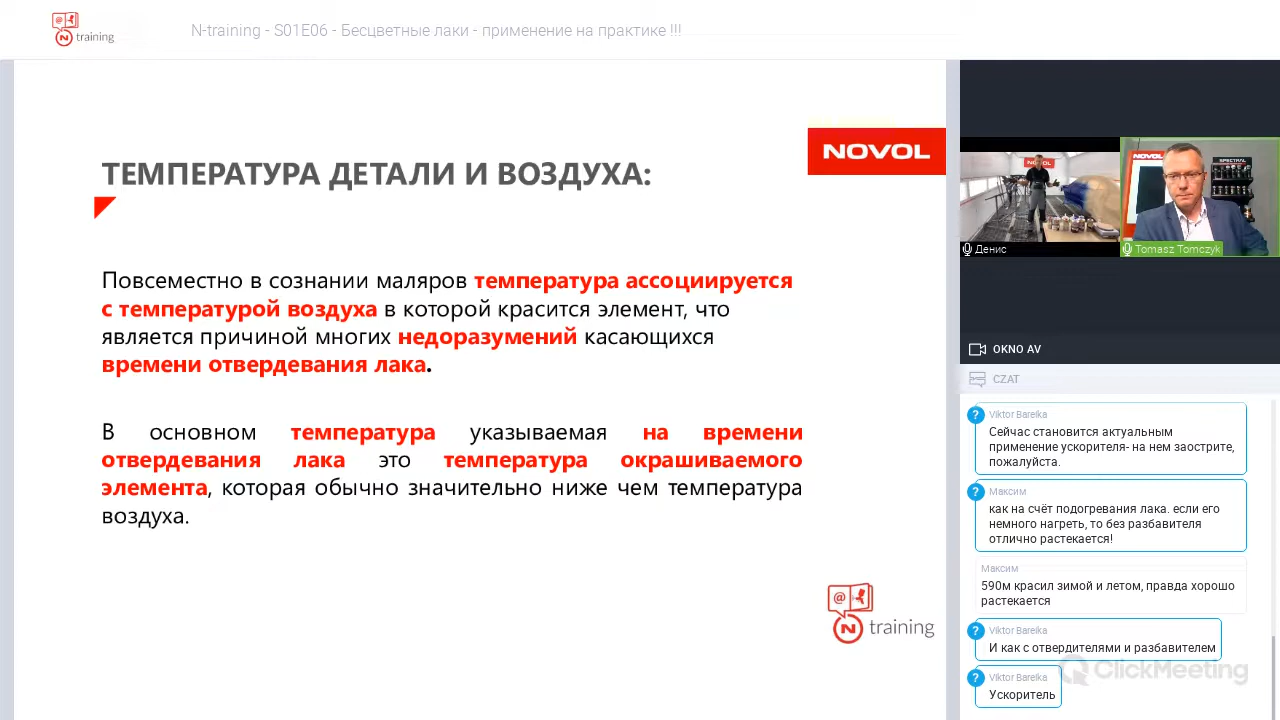 training
N-training - S01E06 - Бесцветные лаки - применение на практике !!!
NOVOL
ТЕМПЕРАТУРА ДЕТАЛИ И ВОЗДУХА:
Повсеместно в сознании маляров температура ассоциируется
с температурой воздуха в которой красится элемент, что
является причиной многих недоразумений касающихся
времени отвердевания лака.
В основном температура указываемая на времени
отвердевания лака это температура окрашиваемого
элемента, которая обычно значительно ниже чем температура
воздуха.
@
N training
NOVOL
Денис
NOVOL
SPECTRAL
Tomasz Tomczyk
OKNO AV
CZAT
? Viktor Bareika
Сейчас становится актуальным
применение ускорителя- на нем заострите,
пожалуйста.
? Максим
как на счёт подогревания лака. если его
немного нагреть, то без разбавителя
отлично растекается!
Максим
590м красил зимой и летом, правда хорошо
растекается
? Viktor Bareika
И как с отвердителями и разбавителем
ClickMeeting
? Viktor Bareika
Ускоритель